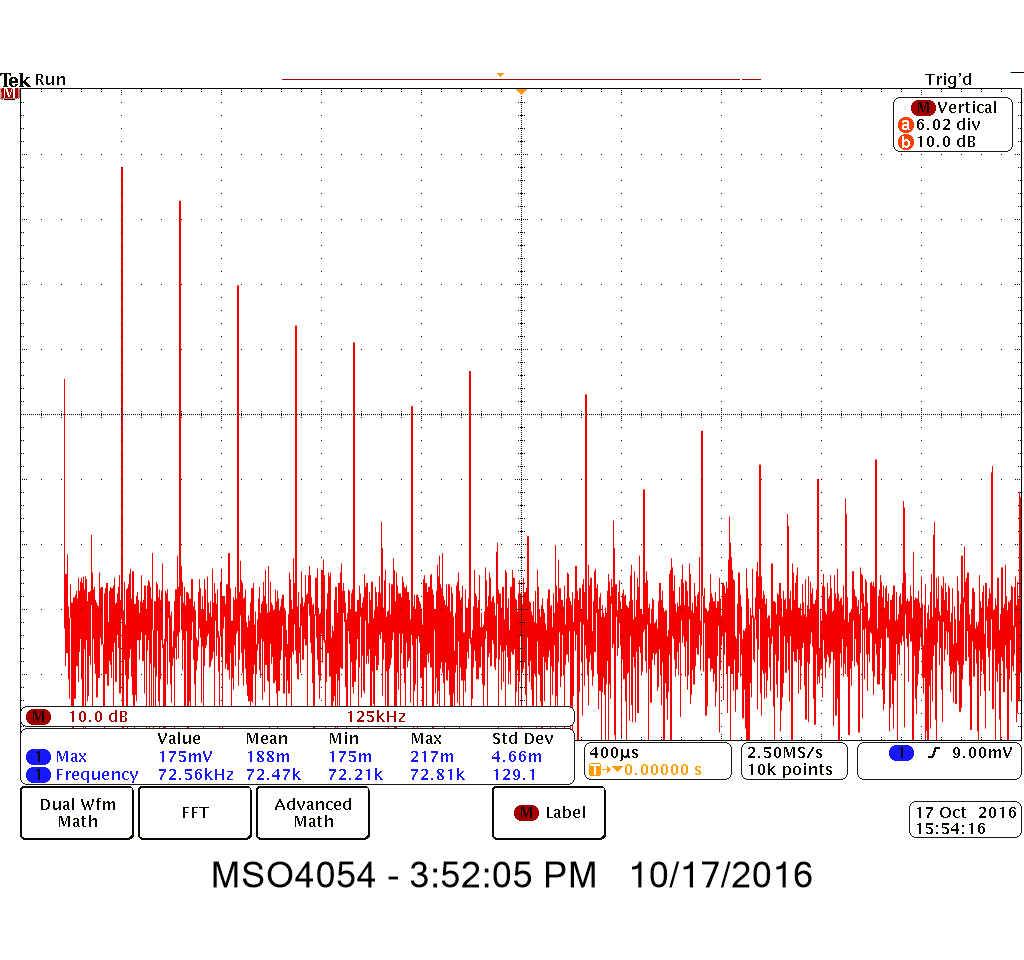 Tek Run Trig'd
M
M Vertical
a 6.02 div
b 10.0 dB
M 10.0 dB 125kHz
Value Mean Min Max Std Dev
1 Max 175mV 188m 175m 217m 4.66m
1 Frequency 72.56kHz 72.47k 72.21k 72.81k 129.1
400µs
T→▼0.00000 s
2.50MS/s
10k points
1 9.00mV
Dual Wfm
Math
FFT
Advanced
Math
M Label
17 Oct 2016
15:54:16
MSO4054 - 3:52:05 PM 10/17/2016